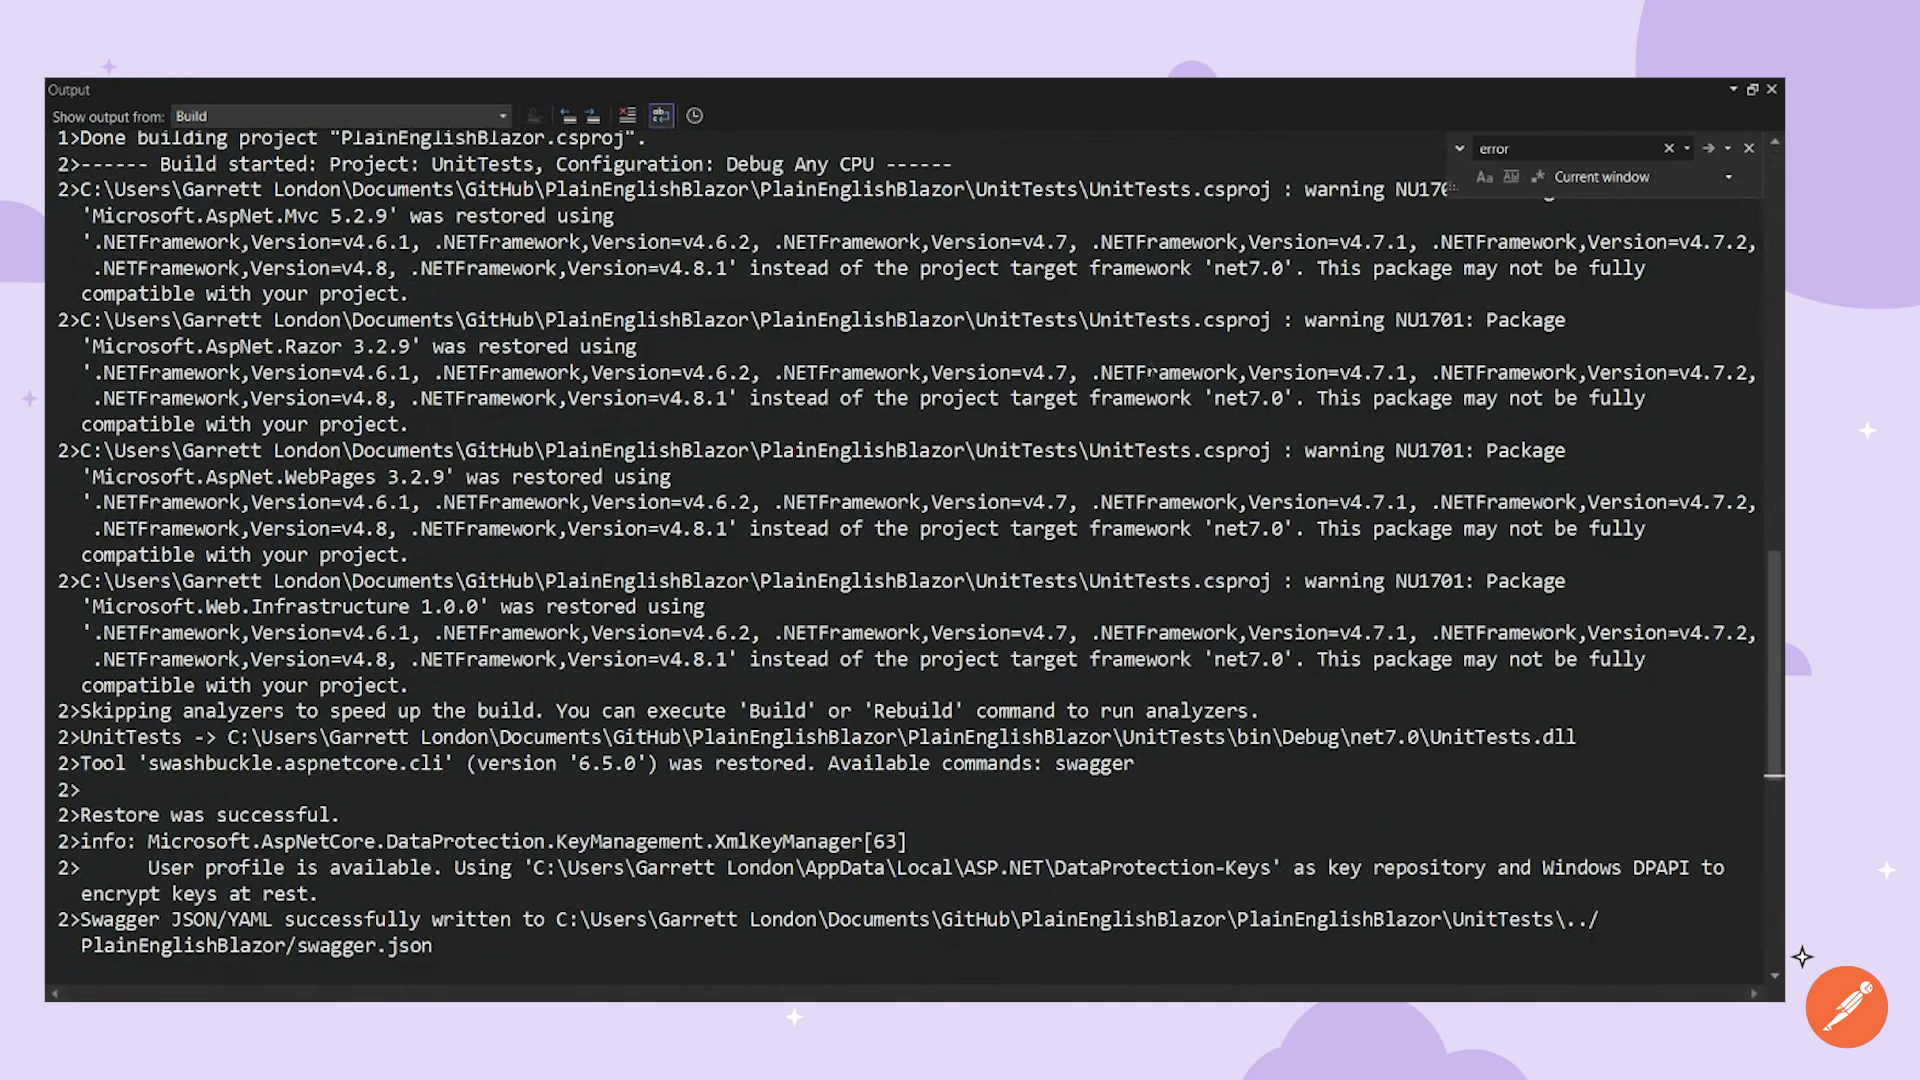 Output
Show output from: Build
error
Aa Ab Current window
1>Done building project "PlainEnglishBlazor.csproj".
2>------ Build started: Project: UnitTests, Configuration: Debug Any CPU ------
2>C:\Users\Garrett London\Documents\GitHub\PlainEnglishBlazor\PlainEnglishBlazor\UnitTests\UnitTests.csproj : warning
'Microsoft.AspNet.Mvc 5.2.9' was restored using
'.NETFramework,Version=v4.6.1, .NETFramework,Version=v4.6.2, .NETFramework,Version=v4.7, .NETFramework,Version=v4.7.1, .NETFramework,Version=v4.7.2,
.NETFramework,Version=v4.8, .NETFramework,Version=v4.8.1' instead of the project target framework 'net7.0'. This package may not be fully
compatible with your project.
2>C:\Users\Garrett London\Documents\GitHub\PlainEnglishBlazor\PlainEnglishBlazor\UnitTests\UnitTests.csproj : warning NU1701: Package
'Microsoft.AspNet.Razor 3.2.9' was restored using
'.NETFramework,Version=v4.6.1, .NETFramework,Version=v4.6.2, .NETFramework,Version=v4.7, .NETFramework,Version=v4.7.1, .NETFramework,Version=v4.7.2,
.NETFramework,Version=v4.8, .NETFramework,Version=v4.8.1' instead of the project target framework 'net7.0'. This package may not be fully
compatible with your project.
2>C:\Users\Garrett London\Documents\GitHub\PlainEnglishBlazor\PlainEnglishBlazor\UnitTests\UnitTests.csproj : warning NU1701: Package
'Microsoft.AspNet.WebPages 3.2.9' was restored using
'.NETFramework,Version=v4.6.1, .NETFramework,Version=v4.6.2, .NETFramework,Version=v4.7, .NETFramework,Version=v4.7.1, .NETFramework,Version=v4.7.2,
.NETFramework,Version=v4.8, .NETFramework,Version=v4.8.1' instead of the project target framework 'net7.0'. This package may not be fully
compatible with your project.
2>C:\Users\Garrett London\Documents\GitHub\PlainEnglishBlazor\PlainEnglishBlazor\UnitTests\UnitTests.csproj : warning NU1701: Package
'Microsoft.Web.Infrastructure 1.0.0' was restored using
'.NETFramework,Version=v4.6.1, .NETFramework,Version=v4.6.2, .NETFramework,Version=v4.7, .NETFramework,Version=v4.7.1, .NETFramework,Version=v4.7.2,
.NETFramework,Version=v4.8, .NETFramework,Version=v4.8.1' instead of the project target framework 'net7.0'. This package may not be fully
compatible with your project.
2>Skipping analyzers to speed up the build. You can execute 'Build' or 'Rebuild' command to run analyzers.
2>UnitTests -> C:\Users\Garrett London\Documents\GitHub\PlainEnglishBlazor\PlainEnglishBlazor\UnitTests\bin\Debug\net7.0\UnitTests.dll
2>Tool 'swashbuckle.aspnetcore.cli' (version '6.5.0') was restored. Available commands: swagger
2>
2>Restore was successful.
2>info: Microsoft.AspNetCore.DataProtection.KeyManagement.XmlKeyManager[63]
2>      User profile is available. Using 'C:\Users\Garrett London\AppData\Local\ASP.NET\DataProtection-Keys' as key repository and Windows DPAPI to
encrypt keys at rest.
2>Swagger JSON/YAML successfully written to C:\Users\Garrett London\Documents\GitHub\PlainEnglishBlazor\PlainEnglishBlazor\UnitTests\../
PlainEnglishBlazor/swagger.json